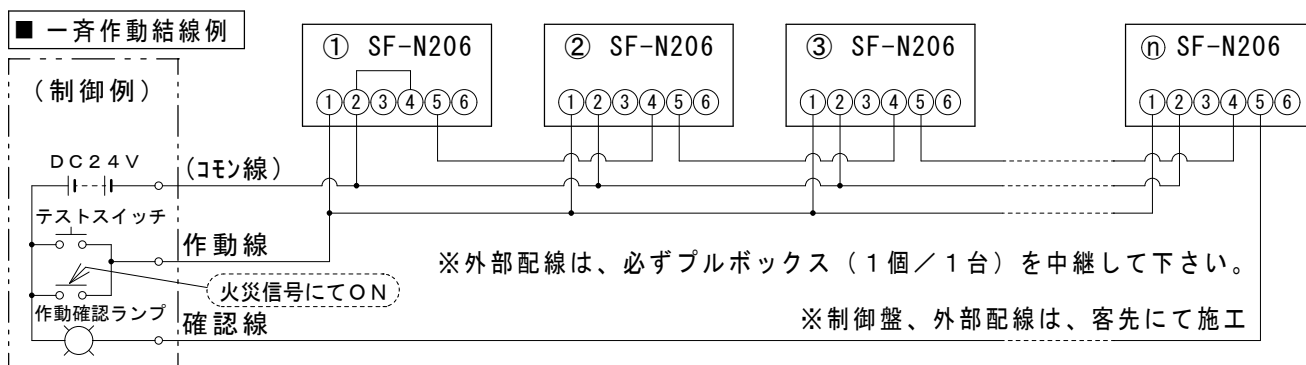 ■ 一斉作動結線例
① SF-N206
② SF-N206
③ SF-N206
ⓝ SF-N206
①②③④⑤⑥
①②③④⑤⑥
①②③④⑤⑥
①②③④⑤⑥
(制御例)
DC24V
(コモン線)
テストスイッチ
作動線
火災信号にてON
作動確認ランプ
確認線
※外部配線は、必ずプルボックス(1個/1台)を中継して下さい。
※制御盤、外部配線は、客先にて施工